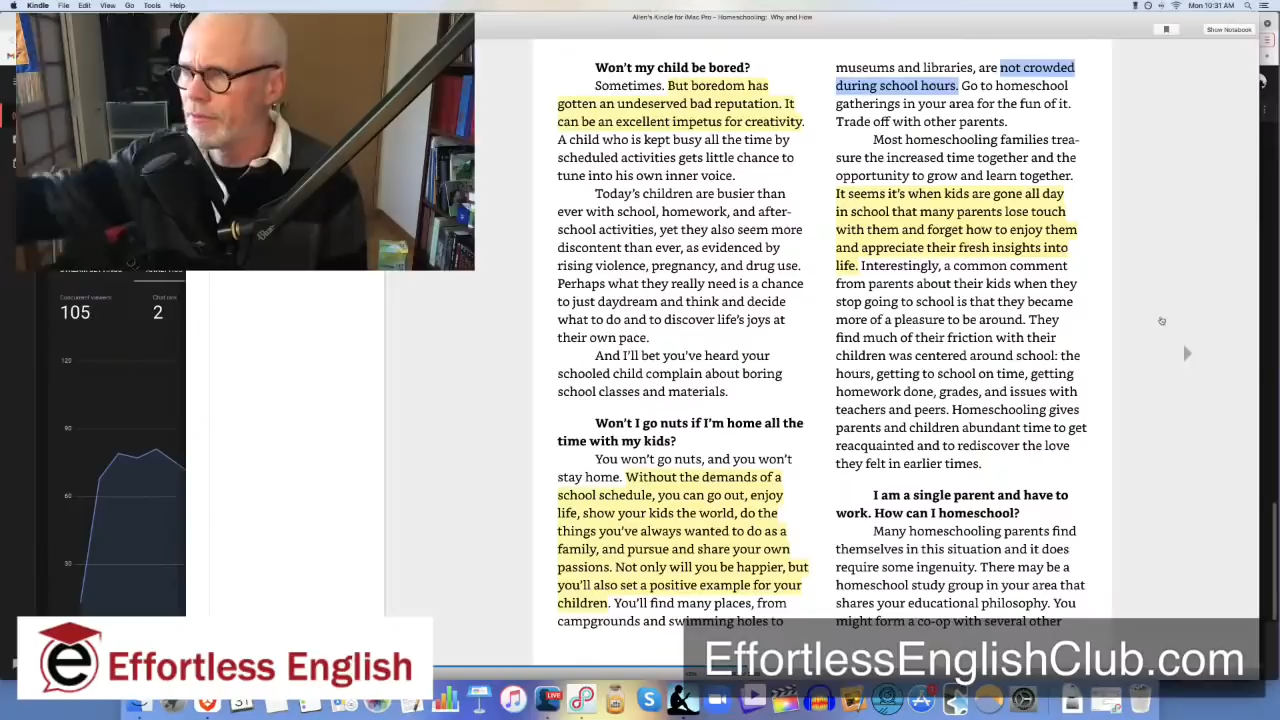 Kindle File Edit View Go Tools Help
Mon 10:31 AM
Allen's Kindle for iMac Pro - Homeschooling: Why and How
Show Notebook
Won't my child be bored?
Sometimes. But boredom has
gotten an undeserved bad reputation. It
can be an excellent impetus for creativity.
A child who is kept busy all the time by
scheduled activities gets little chance to
tune into his own inner voice.
Today's children are busier than
ever with school, homework, and after-
school activities, yet they also seem more
discontent than ever, as evidenced by
rising violence, pregnancy, and drug use.
Perhaps what they really need is a chance
to just daydream and think and decide
what to do and to discover life's joys at
their own pace.
And I'll bet you've heard your
schooled child complain about boring
school classes and materials.
Won't I go nuts if I'm home all the
time with my kids?
You won't go nuts, and you won't
stay home. Without the demands of a
school schedule, you can go out, enjoy
life, show your kids the world, do the
things you've always wanted to do as a
family, and pursue and share your own
passions. Not only will you be happier, but
you'll also set a positive example for your
children. You'll find many places, from
campgrounds and swimming holes to
museums and libraries, are not crowded
during school hours. Go to homeschool
gatherings in your area for the fun of it.
Trade off with other parents.
Most homeschooling families trea-
sure the increased time together and the
opportunity to grow and learn together.
It seems it's when kids are gone all day
in school that many parents lose touch
with them and forget how to enjoy them
and appreciate their fresh insights into
life. Interestingly, a common comment
from parents about their kids when they
stop going to school is that they became
more of a pleasure to be around. They
find much of their friction with their
children was centered around school: the
hours, getting to school on time, getting
homework done, grades, and issues with
teachers and peers. Homeschooling gives
parents and children abundant time to get
reacquainted and to rediscover the love
they felt in earlier times.
I am a single parent and have to
work. How can I homeschool?
Many homeschooling parents find
themselves in this situation and it does
require some ingenuity. There may be a
homeschool study group in your area that
shares your educational philosophy. You
might form a co-op with several other
Concurrent viewers
Chat rate
105
2
120
90
60
30
e Effortless English
EffortlessEnglishClub.com
LIVE